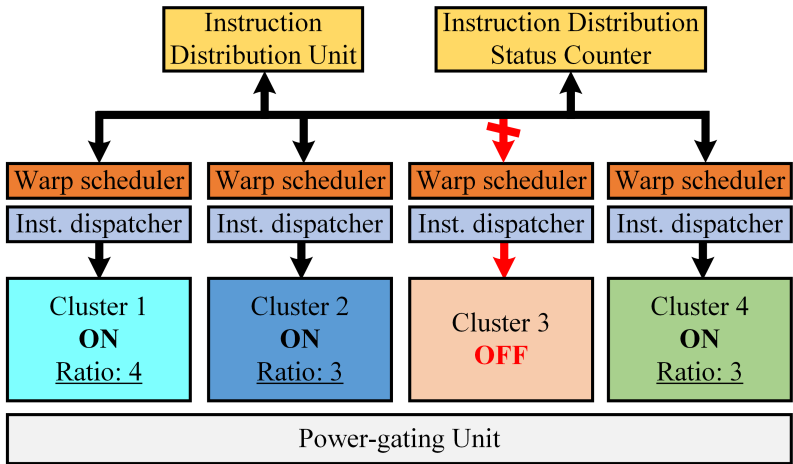 Instruction
Distribution Unit
Instruction Distribution
Status Counter
Warp scheduler
Warp scheduler
Warp scheduler
Warp scheduler
Inst. dispatcher
Inst. dispatcher
Inst. dispatcher
Inst. dispatcher
Cluster 1
ON
Ratio: 4
Cluster 2
ON
Ratio: 3
Cluster 3
OFF
Cluster 4
ON
Ratio: 3
Power-gating Unit